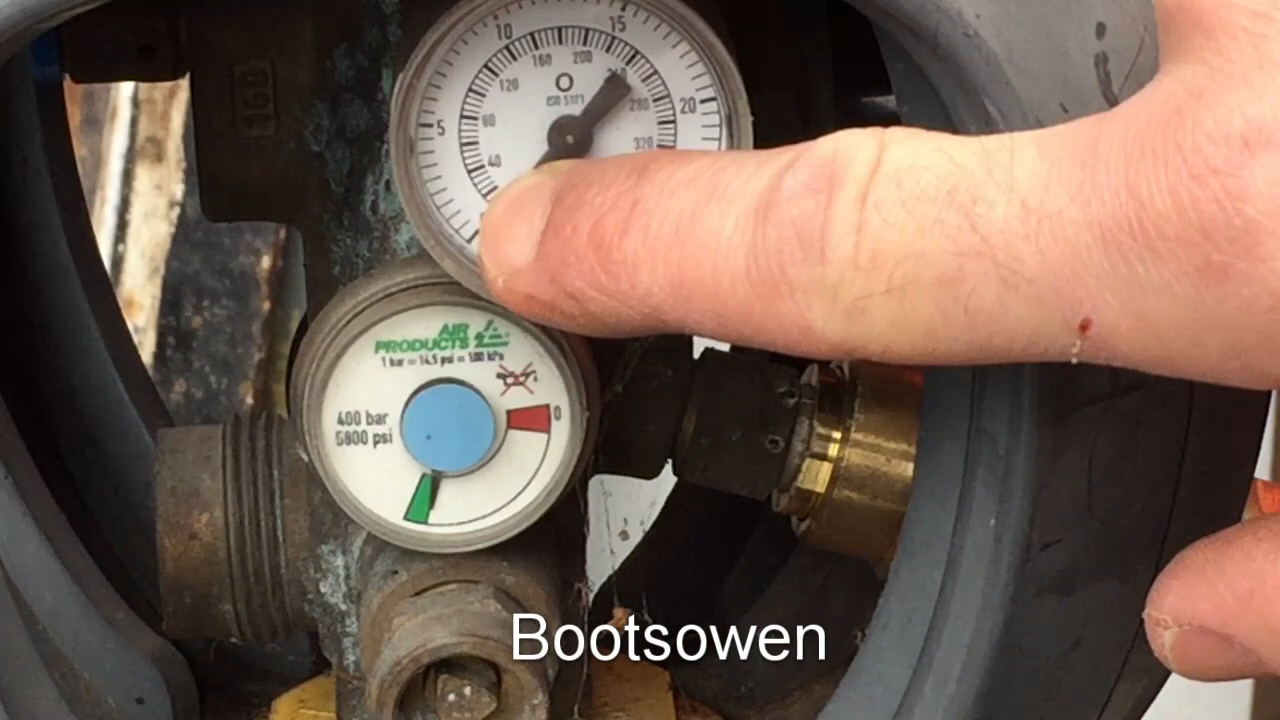 10 15
160 200 240
120 280 20
O
ISO 5171
5 80 320
40
AIR
PRODUCTS
1 bar = 14.5 psi = 100 kPa
0
400 bar
5800 psi
Bootsowen